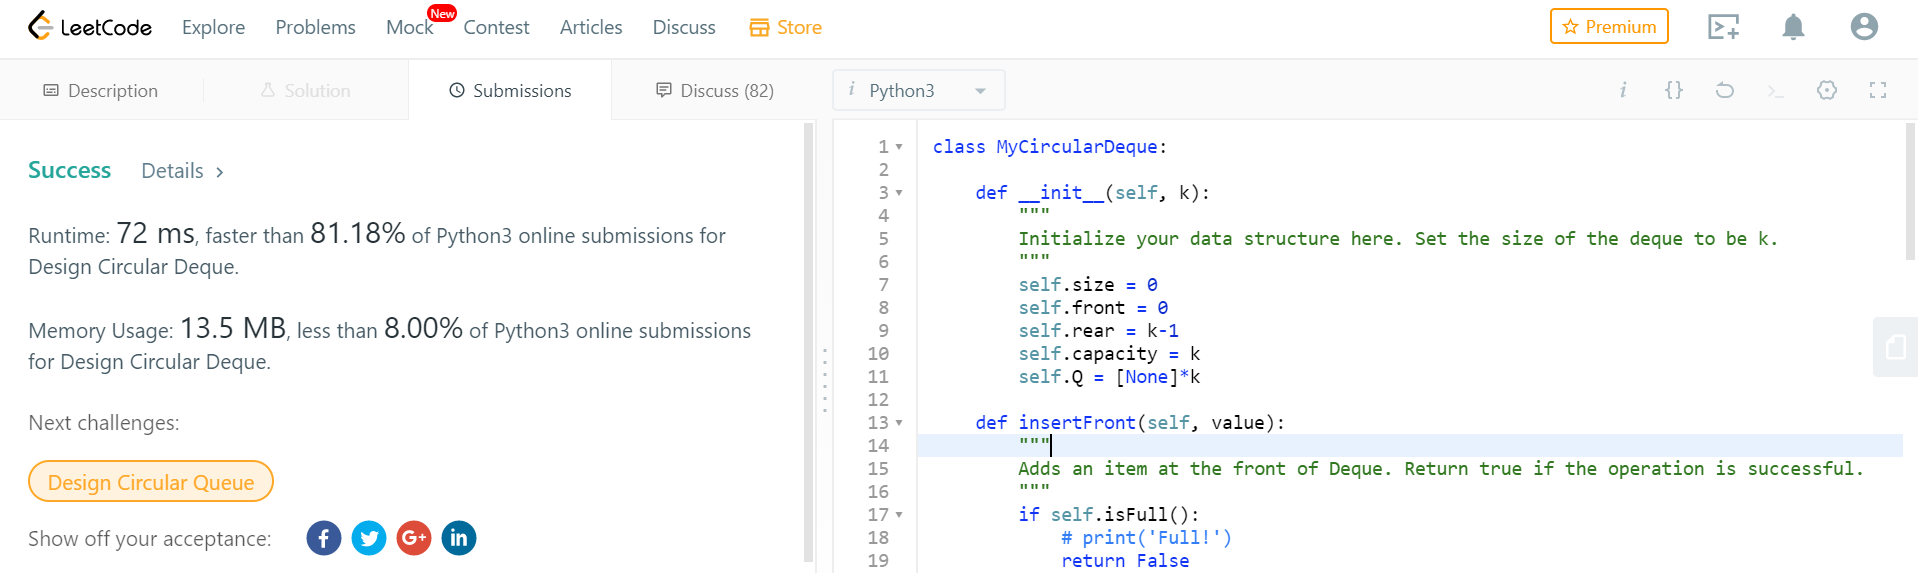 LeetCode Explore Problems Mock New Contest Articles Discuss Store Premium
Description Solution Submissions Discuss (82)
Success Details >
Runtime: 72 ms, faster than 81.18% of Python3 online submissions for
Design Circular Deque.
Memory Usage: 13.5 MB, less than 8.00% of Python3 online submissions
for Design Circular Deque.
Next challenges:
Design Circular Queue
Show off your acceptance: f G+ in
i Python3 i {} >_
1 class MyCircularDeque:
2
3     def __init__(self, k):
4         """
5         Initialize your data structure here. Set the size of the deque to be k.
6         """
7         self.size = 0
8         self.front = 0
9         self.rear = k-1
10         self.capacity = k
11         self.Q = [None]*k
12
13     def insertFront(self, value):
14         """
15         Adds an item at the front of Deque. Return true if the operation is successful.
16         """
17         if self.isFull():
18             # print('Full!')
19             return False